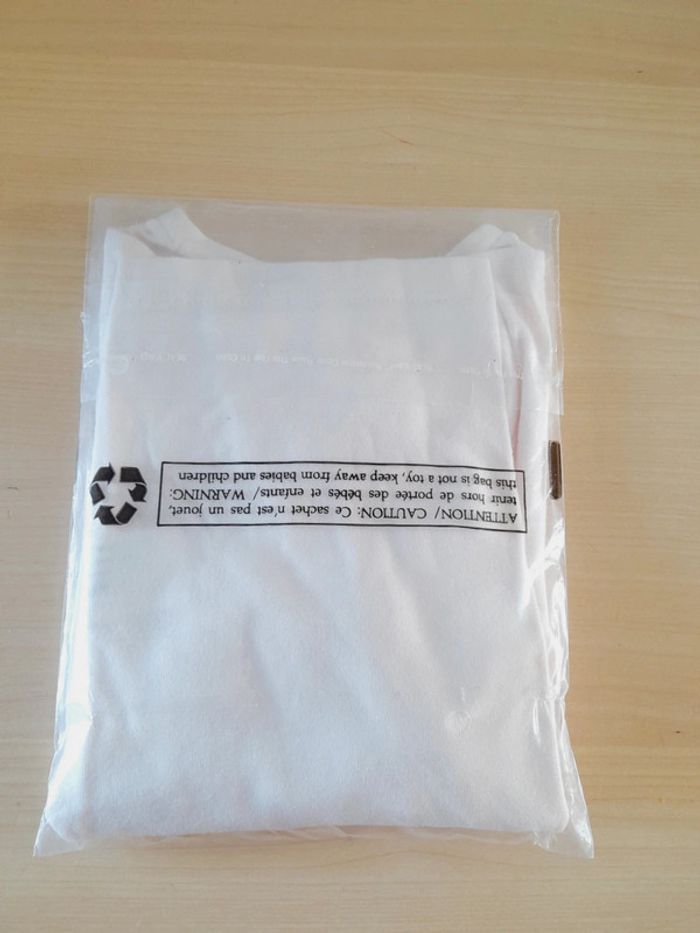 ATTENTION/ CAUTION: Ce sachet n'est pas un jouet,
tenir hors de portée des bébés et enfants/ WARNING:
this bag is not a toy, keep away from babies and children